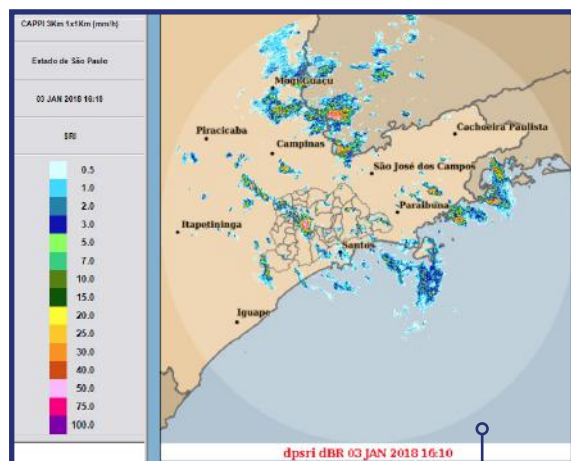 CAPPI 3Km 1x1Km (mm/h)
Estado de São Paulo
03 JAN 2018 16:10
SRI
0.5
1.0
2.0
3.0
5.0
7.0
10.0
15.0
20.0
25.0
30.0
40.0
50.0
75.0
100.0
Mogi-Guaçu
Piracicaba
Campinas
Cachoeira Paulista
São José dos Campos
Itapetininga
Paraibuna
Santos
Iguape
dpsri dBR 03 JAN 2018 16:10